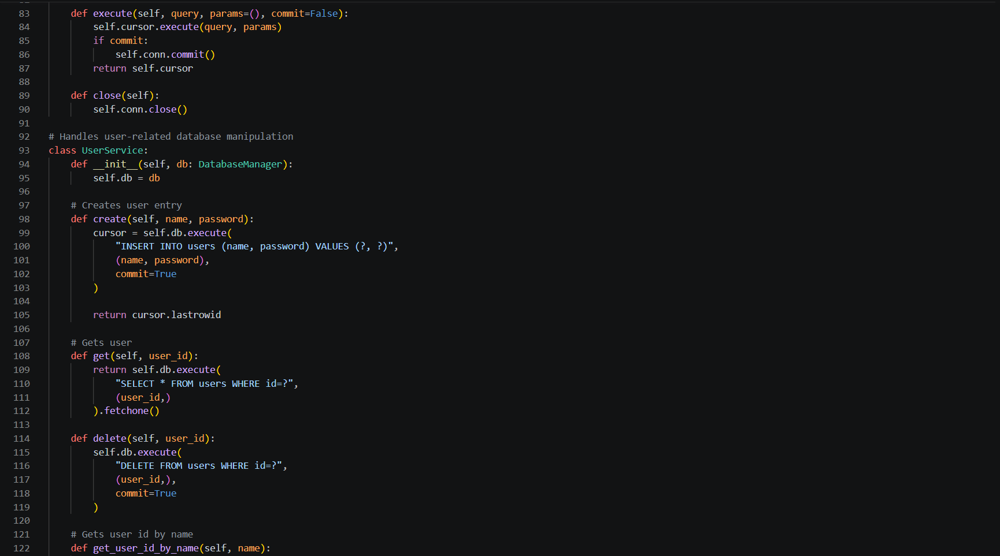 83 def execute(self, query, params=(), commit=False):
84 self.cursor.execute(query, params)
85 if commit:
86 self.conn.commit()
87 return self.cursor
88
89 def close(self):
90 self.conn.close()
91
92 # Handles user-related database manipulation
93 class UserService:
94 def __init__(self, db: DatabaseManager):
95 self.db = db
96
97 # Creates user entry
98 def create(self, name, password):
99 cursor = self.db.execute(
100 "INSERT INTO users (name, password) VALUES (?, ?)",
101 (name, password),
102 commit=True
103 )
104
105 return cursor.lastrowid
106
107 # Gets user
108 def get(self, user_id):
109 return self.db.execute(
110 "SELECT * FROM users WHERE id=?",
111 (user_id,)
112 ).fetchone()
113
114 def delete(self, user_id):
115 self.db.execute(
116 "DELETE FROM users WHERE id=?",
117 (user_id,),
118 commit=True
119 )
120
121 # Gets user id by name
122 def get_user_id_by_name(self, name):